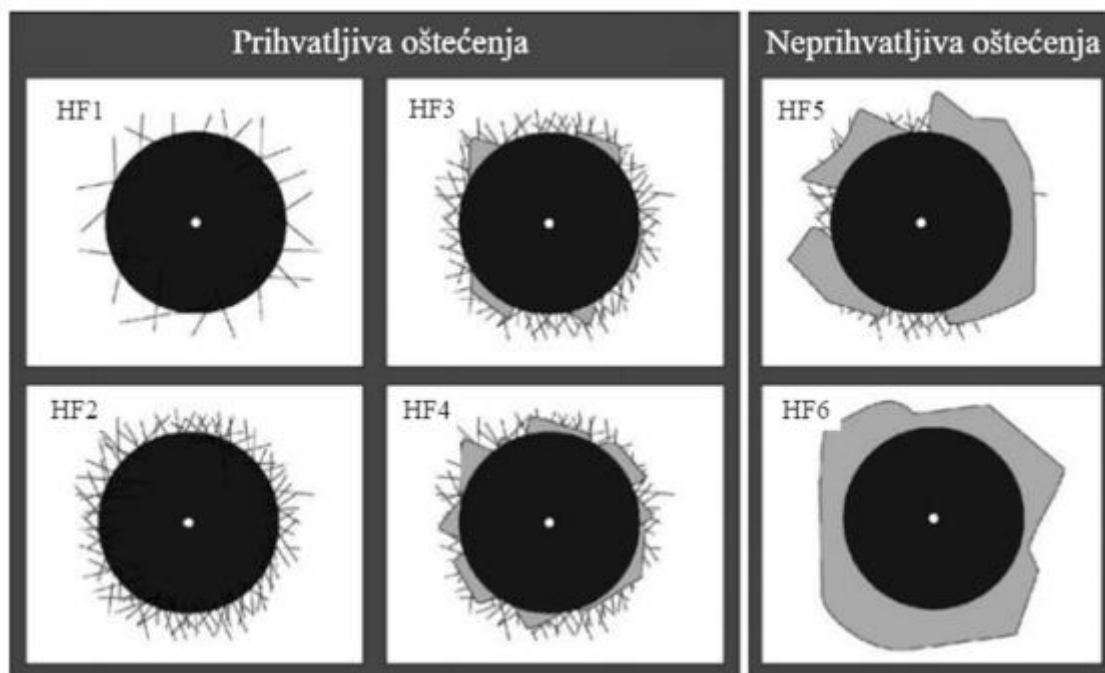 Prihvatljiva oštećenja
Neprihvatljiva oštećenja
HF1
HF3
HF5
HF2
HF4
HF6